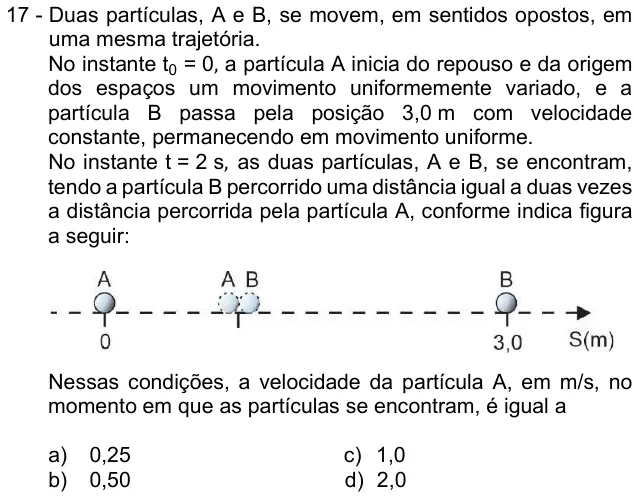 17 - Duas partículas, A e B, se movem, em sentidos opostos, em
uma mesma trajetória.
No instante t₀ = 0, a partícula A inicia do repouso e da origem
dos espaços um movimento uniformemente variado, e a
partícula B passa pela posição 3,0 m com velocidade
constante, permanecendo em movimento uniforme.
No instante t = 2 s, as duas partículas, A e B, se encontram,
tendo a partícula B percorrido uma distância igual a duas vezes
a distância percorrida pela partícula A, conforme indica figura
a seguir:
A A B B
0 3,0 S(m)
Nessas condições, a velocidade da partícula A, em m/s, no
momento em que as partículas se encontram, é igual a
a) 0,25 c) 1,0
b) 0,50 d) 2,0